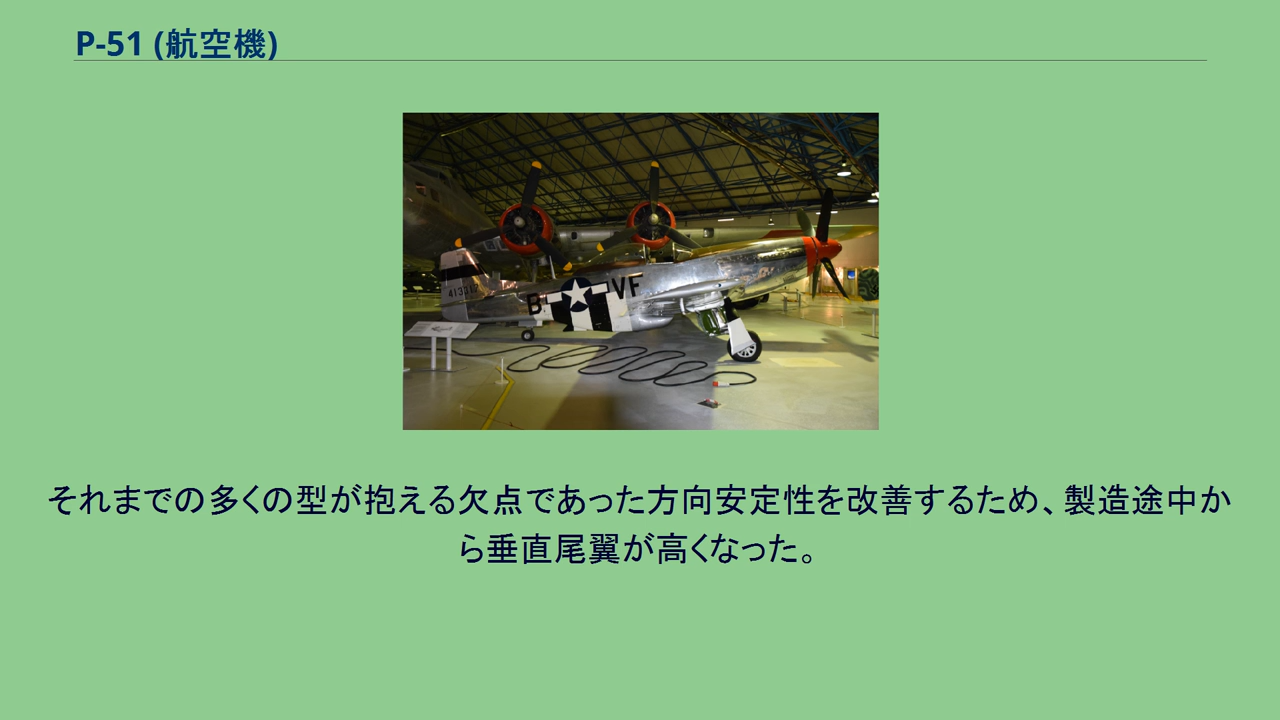 P-51 (航空機)
B VF
それまでの多くの型が抱える欠点であった方向安定性を改善するため、製造途中か
ら垂直尾翼が高くなった。